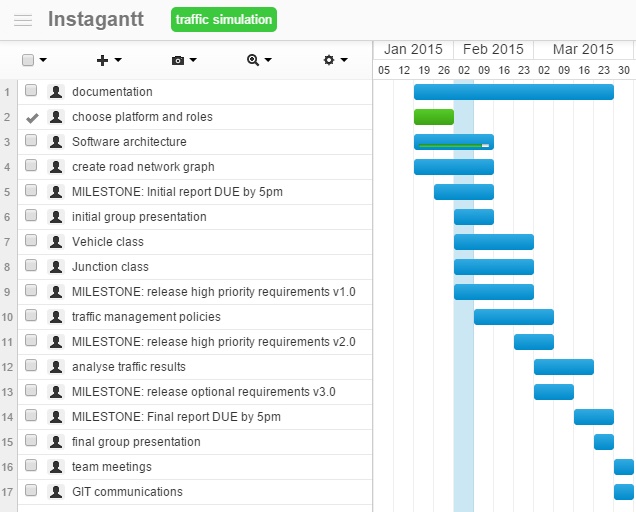 Instagantt traffic simulation
Jan 2015 Feb 2015 Mar 2015
05 12 19 26 02 09 16 23 02 09 16 23 30
1 documentation
2 choose platform and roles
3 Software architecture
4 create road network graph
5 MILESTONE: Initial report DUE by 5pm
6 initial group presentation
7 Vehicle class
8 Junction class
9 MILESTONE: release high priority requirements v1.0
10 traffic management policies
11 MILESTONE: release high priority requirements v2.0
12 analyse traffic results
13 MILESTONE: release optional requirements v3.0
14 MILESTONE: Final report DUE by 5pm
15 final group presentation
16 team meetings
17 GIT communications